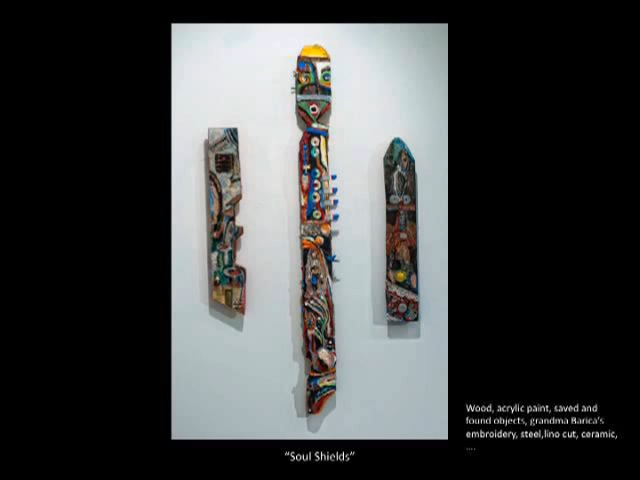 Wood, acrylic paint, saved and
found objects, grandma Barica's
embroidery, steel,lino cut, ceramic,
....
"Soul Shields"